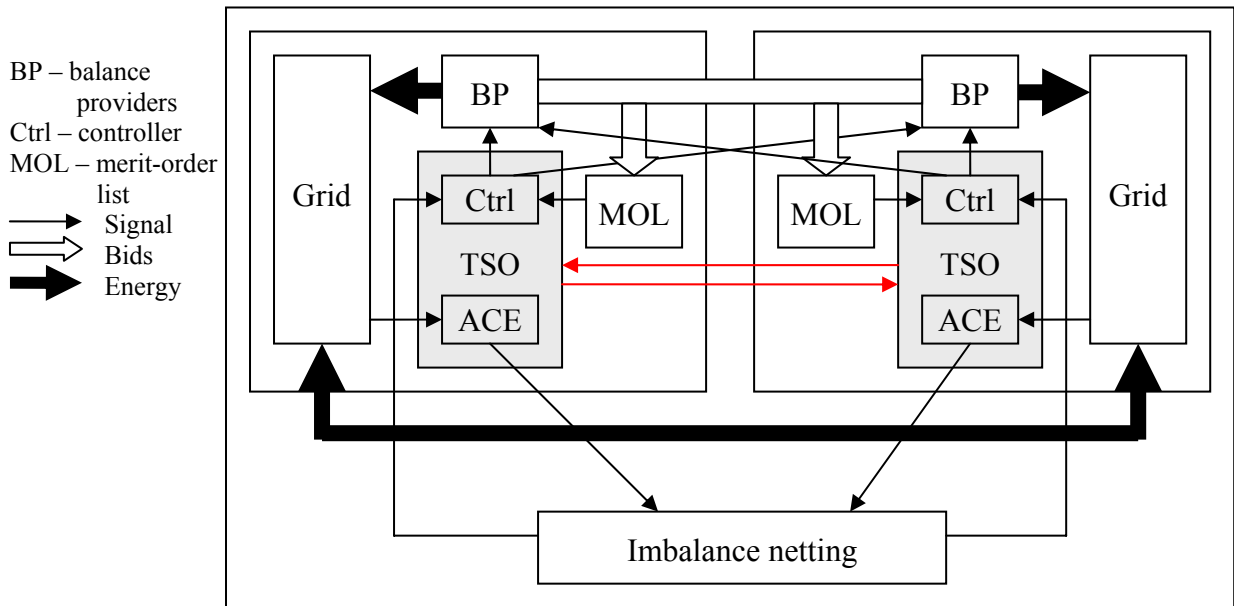 BP – balance
providers
Ctrl – controller
MOL – merit-order
list
Signal
Bids
Energy
Grid
BP
Ctrl
MOL
TSO
ACE
BP
MOL
Ctrl
TSO
ACE
Grid
Imbalance netting